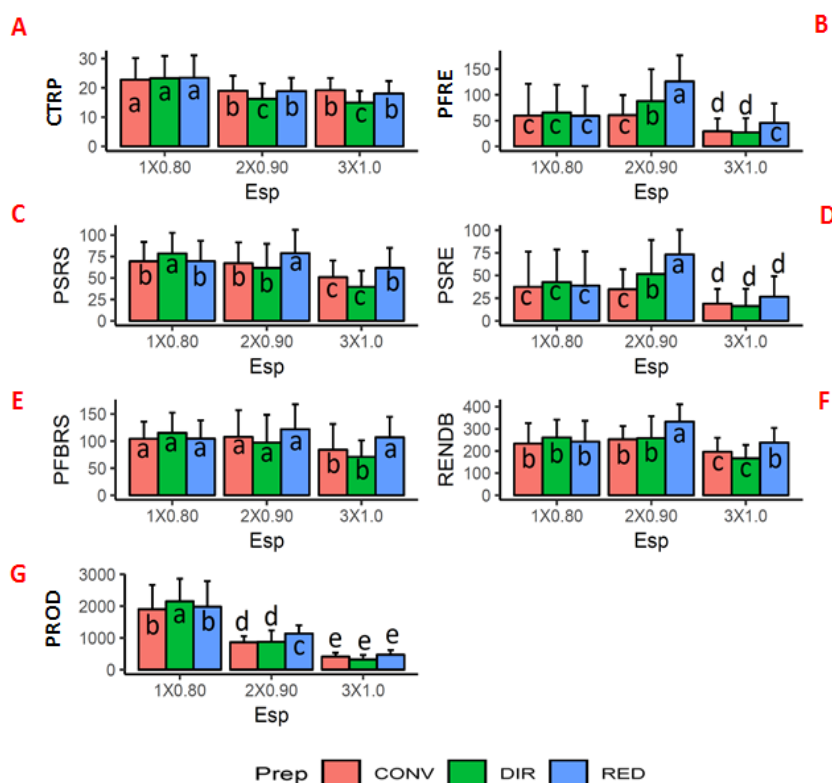 A
B
CTRP
30
20
10
0
a a a b c b b c b
1X0.80 2X0.90 3X1.0
Esp
PFRE
150
100
50
0
c c c c b a d d c
1X0.80 2X0.90 3X1.0
Esp
C
D
PSRS
100
75
50
25
0
b a b b b a c c b
1X0.80 2X0.90 3X1.0
Esp
PSRE
100
75
50
25
0
c c c c b a d d d
1X0.80 2X0.90 3X1.0
Esp
E
F
PFBRS
150
100
50
0
a a a a a a b b a
1X0.80 2X0.90 3X1.0
Esp
RENDB
400
300
200
100
0
b b b b b a c c b
1X0.80 2X0.90 3X1.0
Esp
G
PROD
3000
2000
1000
0
b a b d d c e e e
1X0.80 2X0.90 3X1.0
Esp
Prep CONV DIR RED